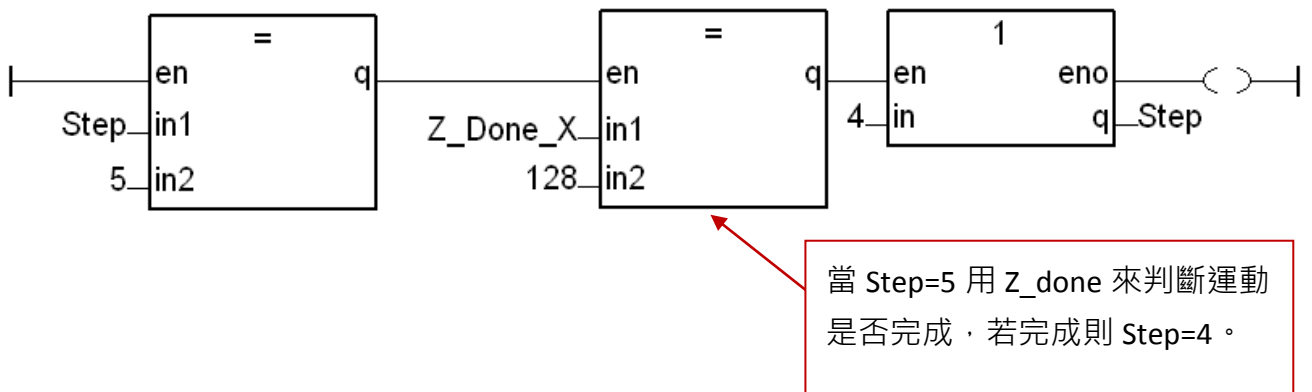 = = 1
en q en q en eno
Step in1 Z_Done_X in1 4 in q Step
5 in2 128 in2
當 Step=5 用 Z_done 來判斷運動
是否完成，若完成則 Step=4。